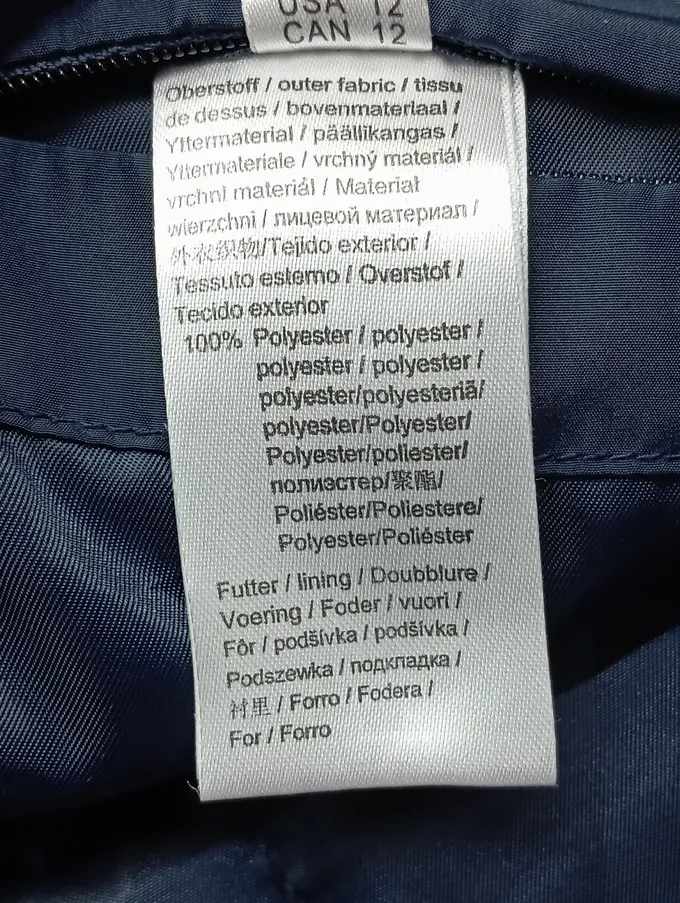 USA 12
CAN 12
Oberstoff / outer fabric / tissu
de dessus / bovenmateriaal /
Yttermaterial / päällikangas /
Yttermateriale / vrchný materiál /
vrchní materiál / Materiał
wierzchni / лицевой материал /
外衣织物/Tejido exterior /
Tessuto esterno / Overstof /
Tecido exterior
100% Polyester / polyester /
polyester / polyester /
polyester/polyesteriä/
polyester/Polyester/
Polyester/poliester/
полиэстер/聚酯/
Poliéster/Poliestere/
Polyester/Poliéster
Futter / lining / Doubblure /
Voering / Foder / vuori /
Fôr / podšívka / podšívka /
Podszewka / подкладка /
衬里 / Forro / Fodera /
For / Forro